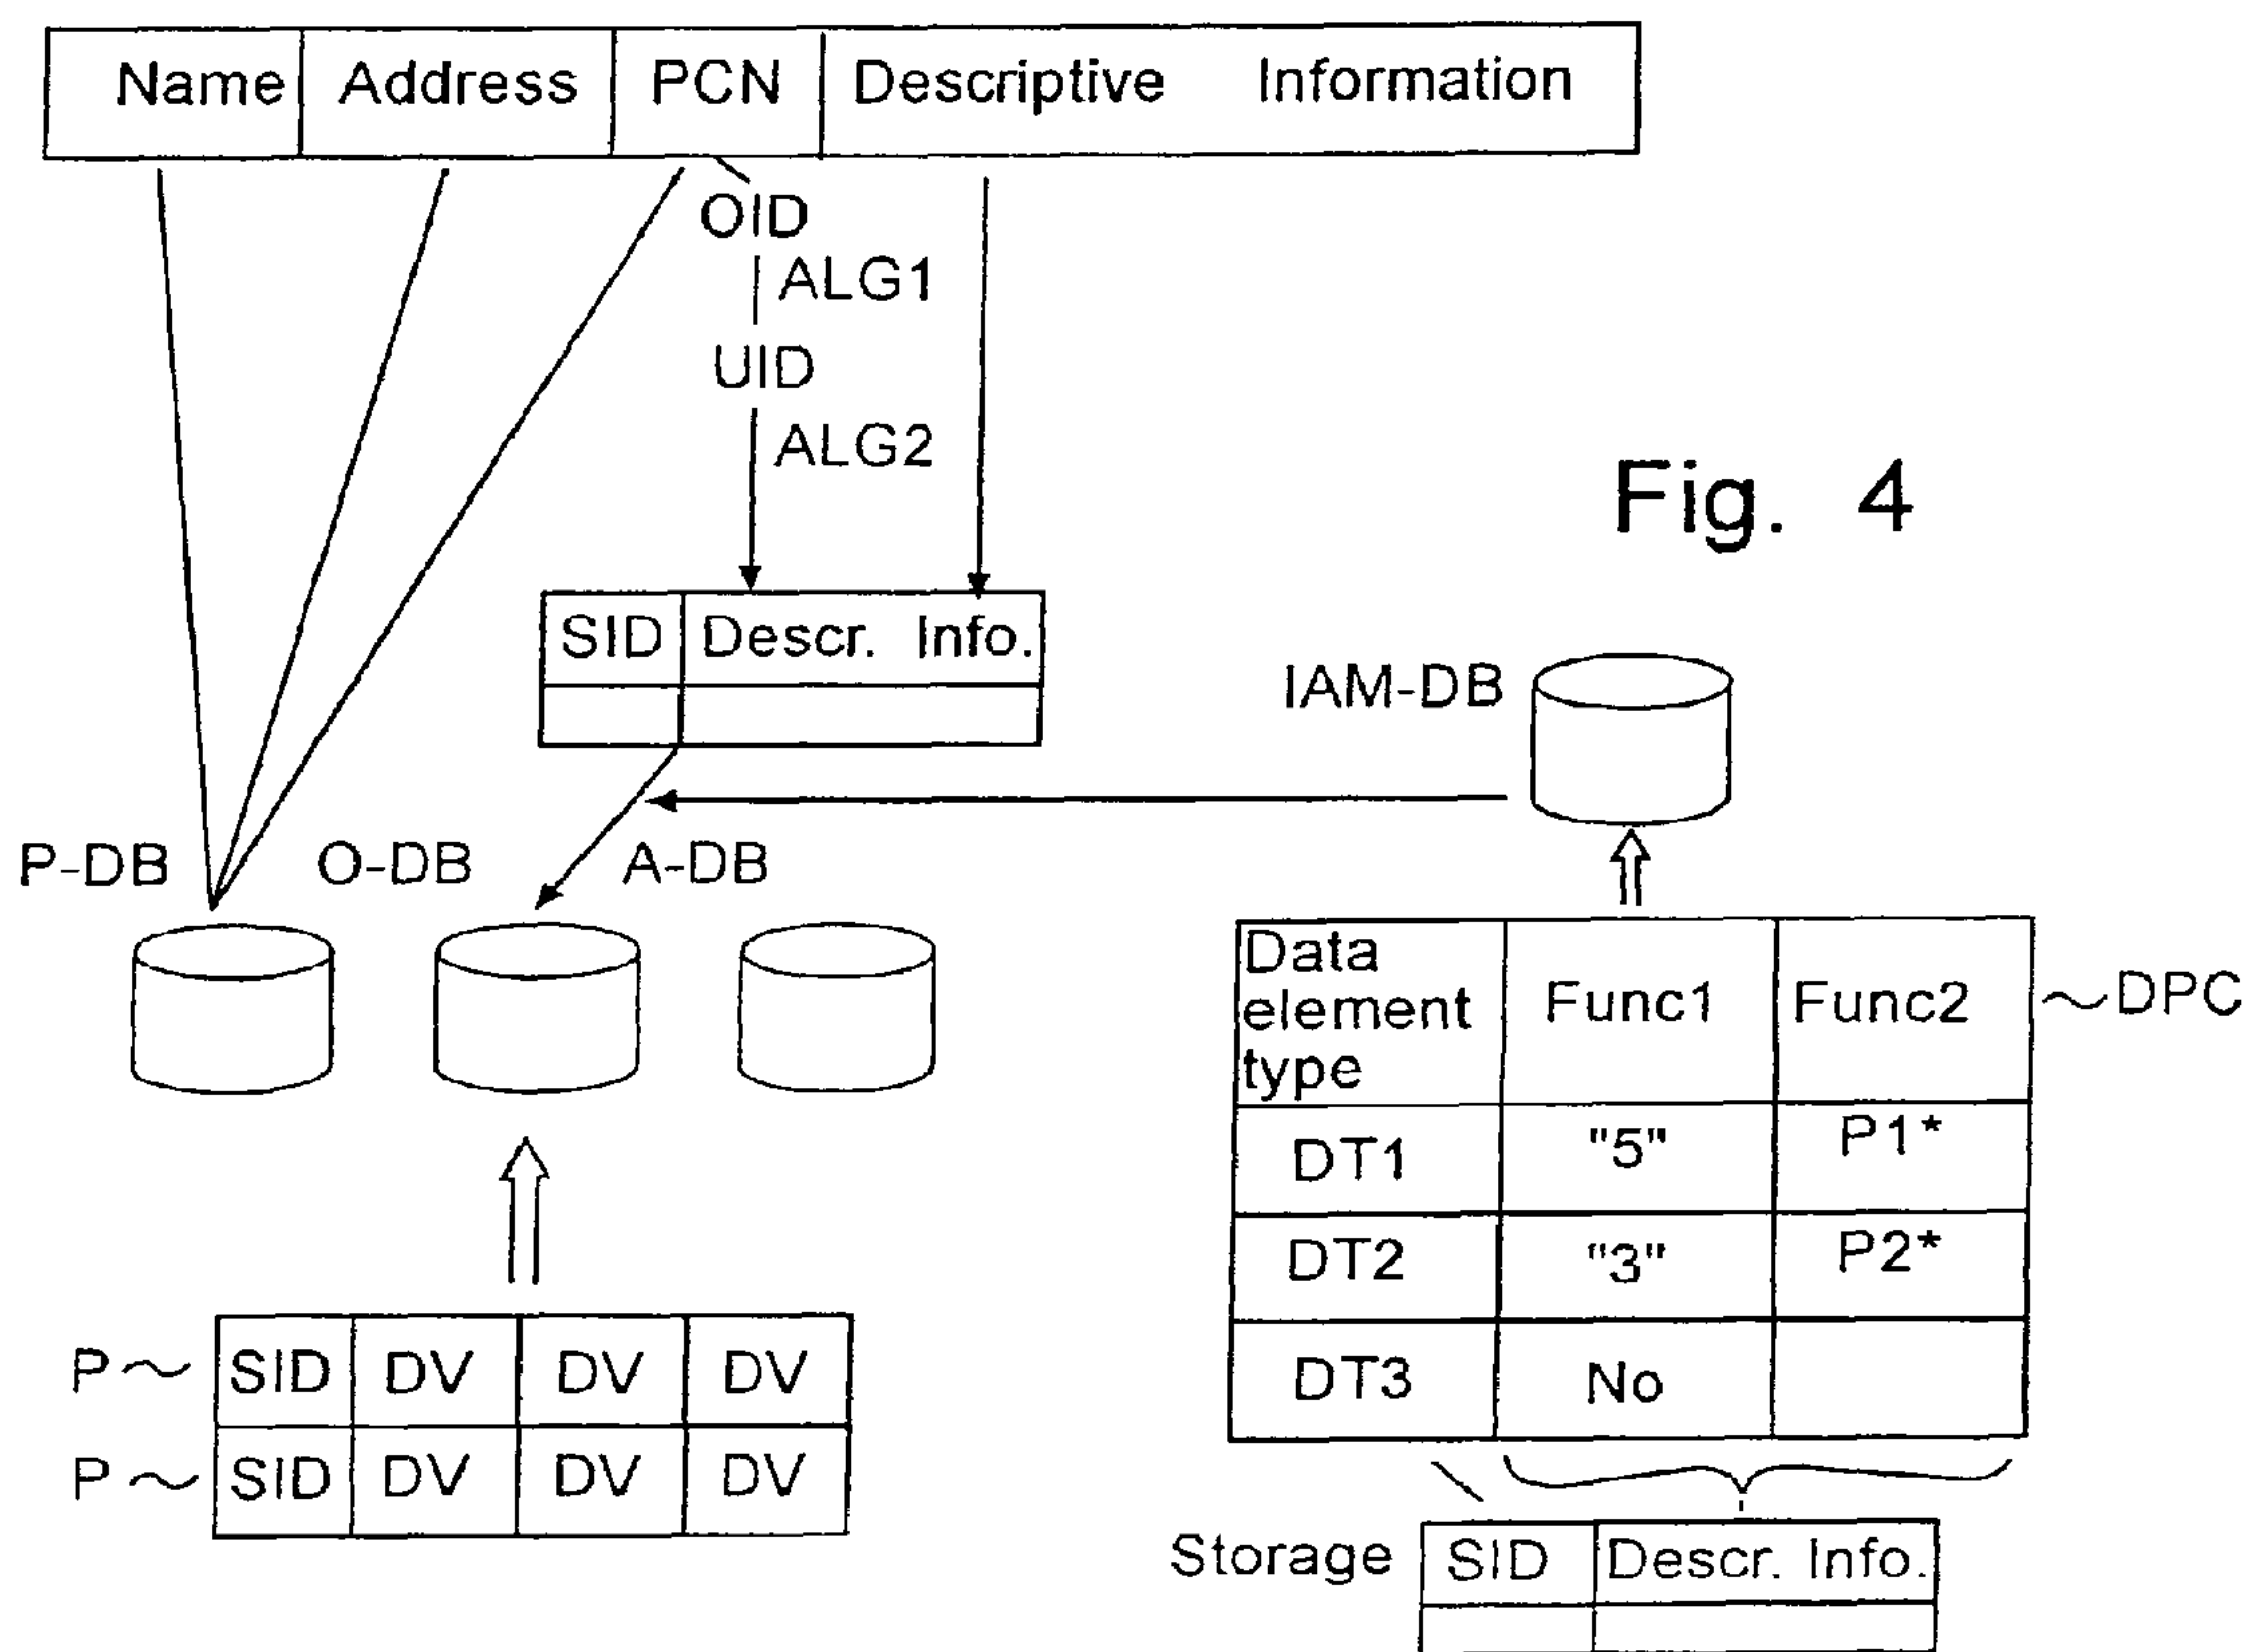 Name Address PCN Descriptive Information
OID
ALG1
UID
ALG2
Fig. 4
SID Descr. Info.
IAM-DB
P-DB O-DB A-DB
Data element type Func1 Func2 DPC
DT1 "5" P1*
DT2 "3" P2*
DT3 No
P SID DV DV DV
P SID DV DV DV
Storage SID Descr. Info.